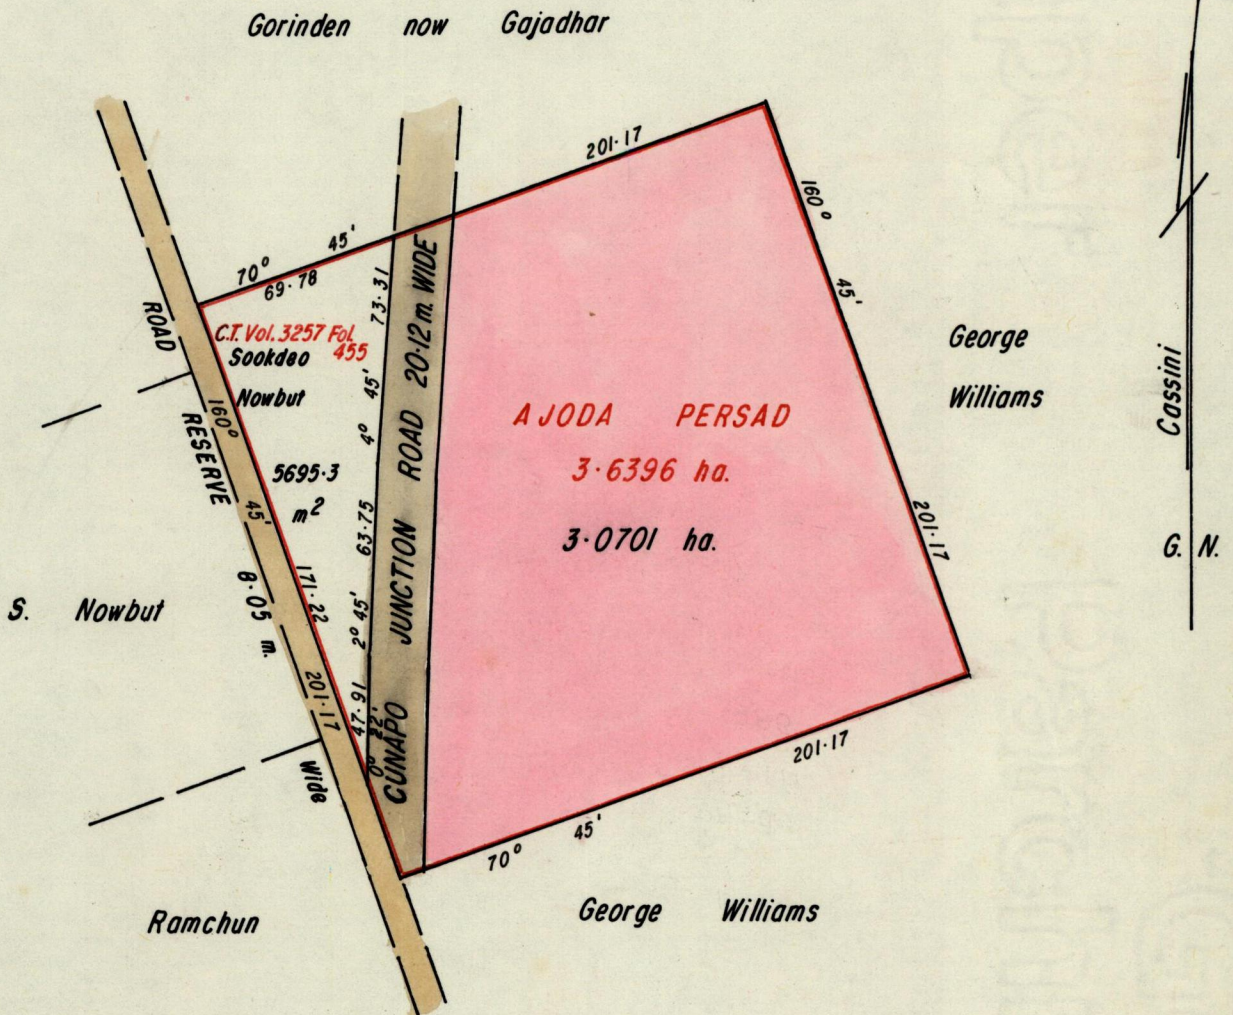 Gorinden now Gajadhar
201·17
70° 45'
69·78
160° 45'
201·17
C.T. Vol. 3257 Fol. 455
Sookdeo
Nowbut
5695·3
m²
73·31
4° 45'
63·75
2° 45'
47·91
0° 22'
CUNAPO JUNCTION ROAD 20·12 m. WIDE
AJODA PERSAD
3·6396 ha.
3·0701 ha.
George
Williams
Cassini
G. N.
ROAD RESERVE 8·05 m. Wide
160° 45' 171·22
201·17
S. Nowbut
201·17
70° 45'
Ramchun
George Williams